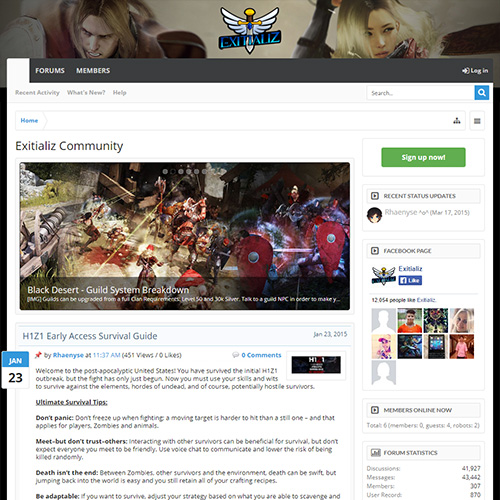 EXITIALIZ
FORUMS MEMBERS Log in
Recent Activity What's New? Help Search...
Home
Exitializ Community
Sign up now!
Black Desert - Guild System Breakdown
[IMG] Guilds can be upgraded from a full Clan Requirements: Level 50 and 30k Silver. Talk to a guild NPC in order to make y...
RECENT STATUS UPDATES
Rhaenyse ^o^ (Mar 17, 2015)
FACEBOOK PAGE
Exitializ
Like
12 054 people like Exitializ.
H1Z1 Early Access Survival Guide Jan 23, 2015
JAN
23
by Rhaenyse at 11:37 AM (451 Views / 0 Likes) 0 Comments
H1Z1
Welcome to the post-apocalyptic United States! You have survived the initial H1Z1
outbreak, but the fight has only just begun. Now you must use your skills and wits
to survive against the elements, hordes of undead, and of course, potentially hostile survivors.
Ultimate Survival Tips:
Don't panic: Don't freeze up when fighting: a moving target is harder to hit than a still one – and that
applies for players, Zombies and animals.
Meet–but don't trust–others: Interacting with other survivors can be beneficial for survival, but don't
expect everyone you meet to be friendly. Use voice chat to communicate and lower the risk of being
killed randomly.
Death isn't the end: Between Zombies, other survivors and the environment, death can be swift, but
jumping back into the world is easy and you still retain all of your crafting recipes.
Be adaptable: If you want to survive, adjust your strategy based on what you are able to scavenge and
MEMBERS ONLINE NOW
Total: 6 (members: 0, guests: 4, robots: 2)
FORUM STATISTICS
Discussions: 41,927
Messages: 43,442
Members: 307
User Record: 870